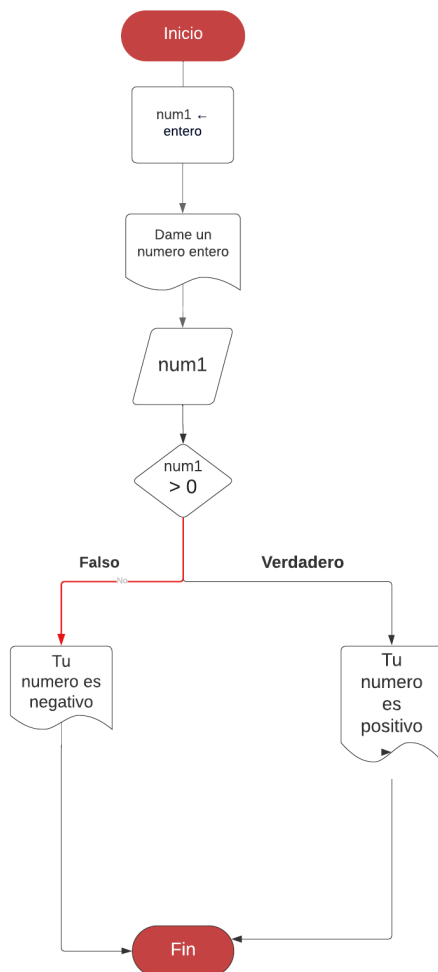 Inicio
num1 ←
entero
Dame un
numero entero
num1
num1
> 0
Falso
Verdadero
No
Tu
numero es
negativo
Tu
numero
es
positivo
Fin